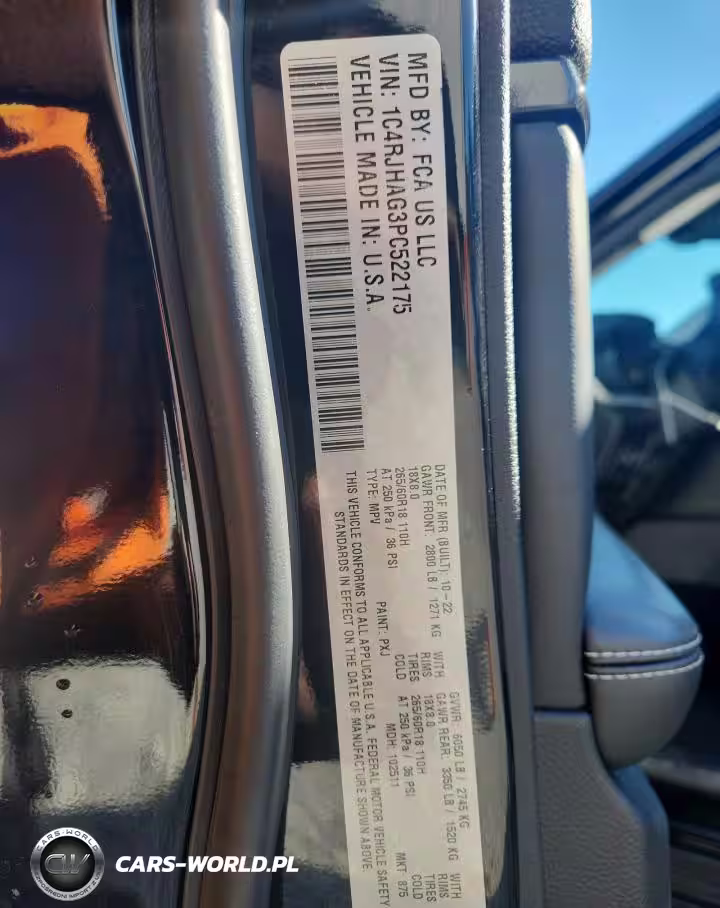 MFD BY: FCA US LLC
VIN: 1C4RJHAG3PC522175
VEHICLE MADE IN: U.S.A.
DATE OF MFR (BUILT): 10-22 GVWR: 6050 LB / 2745 KG
GAWR FRONT: 2800 LB / 1271 KG WITH GAWR REAR: 3350 LB / 1520 KG WITH
18X8.0 RIMS 18X8.0 RIMS
265/60R18 110H TIRES 265/60R18 110H TIRES
AT 250 kPa / 36 PSI COLD AT 250 kPa / 36 PSI COLD
TYPE: MPV PAINT: PXJ MDH: 102511 MKT 875
THIS VEHICLE CONFORMS TO ALL APPLICABLE U.S.A. FEDERAL MOTOR VEHICLE SAFETY
STANDARDS IN EFFECT ON THE DATE OF MANUFACTURE SHOWN ABOVE.
CARS-WORLD
CW
CARS-WORLD.PL